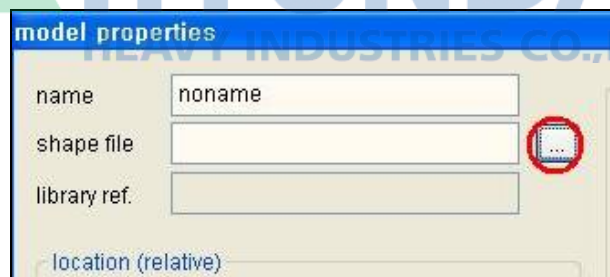 model properties
HEAVY INDUSTRIES CO.,
name noname
shape file ...
library ref.
location (relative)